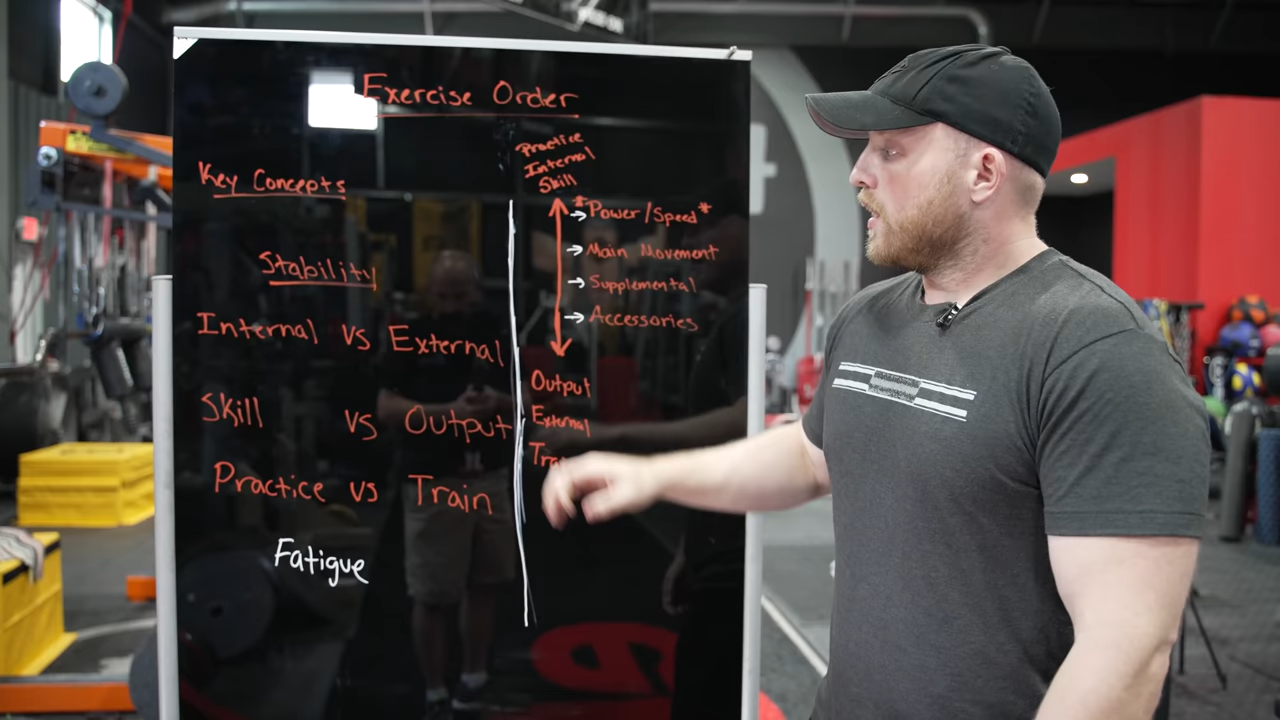 Exercise Order
Key Concepts
Stability
Internal vs External
Skill vs Output
Practice vs Train
Fatigue
Practice
Internal
Skill
*Power/Speed*
Main Movement
Supplemental
Accessories
Output
External